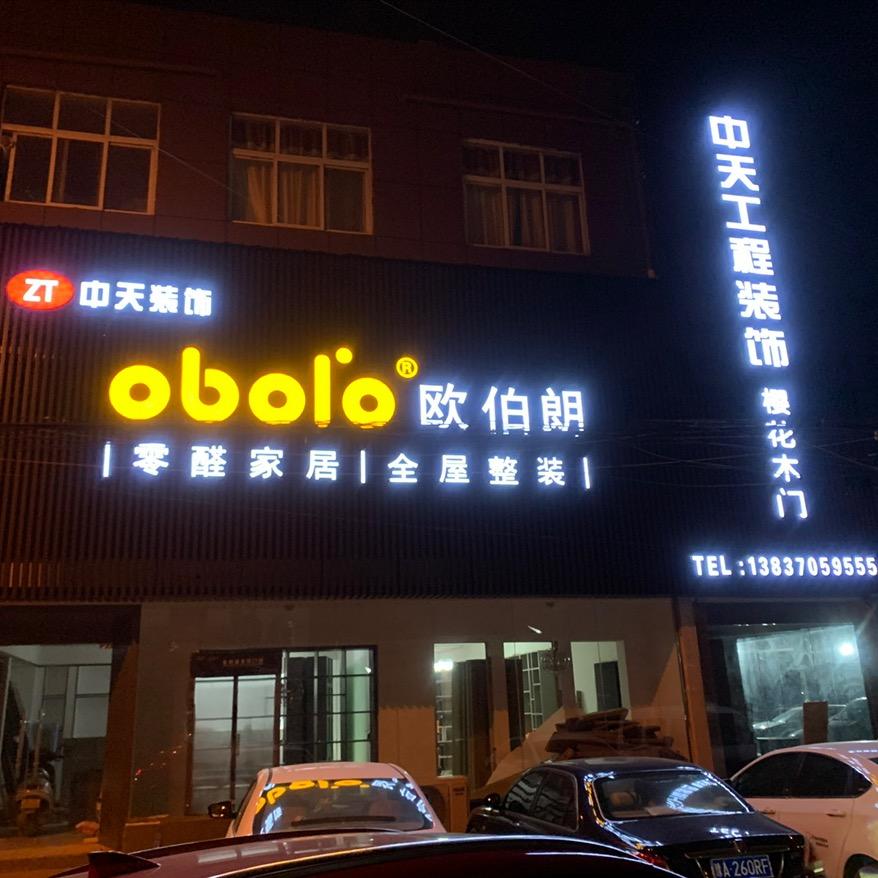 ZT 中天装饰
obolo® 欧伯朗
零醛家居 | 全屋整装
中天工程装饰 樱花木门
TEL:13837059555
A·260RF